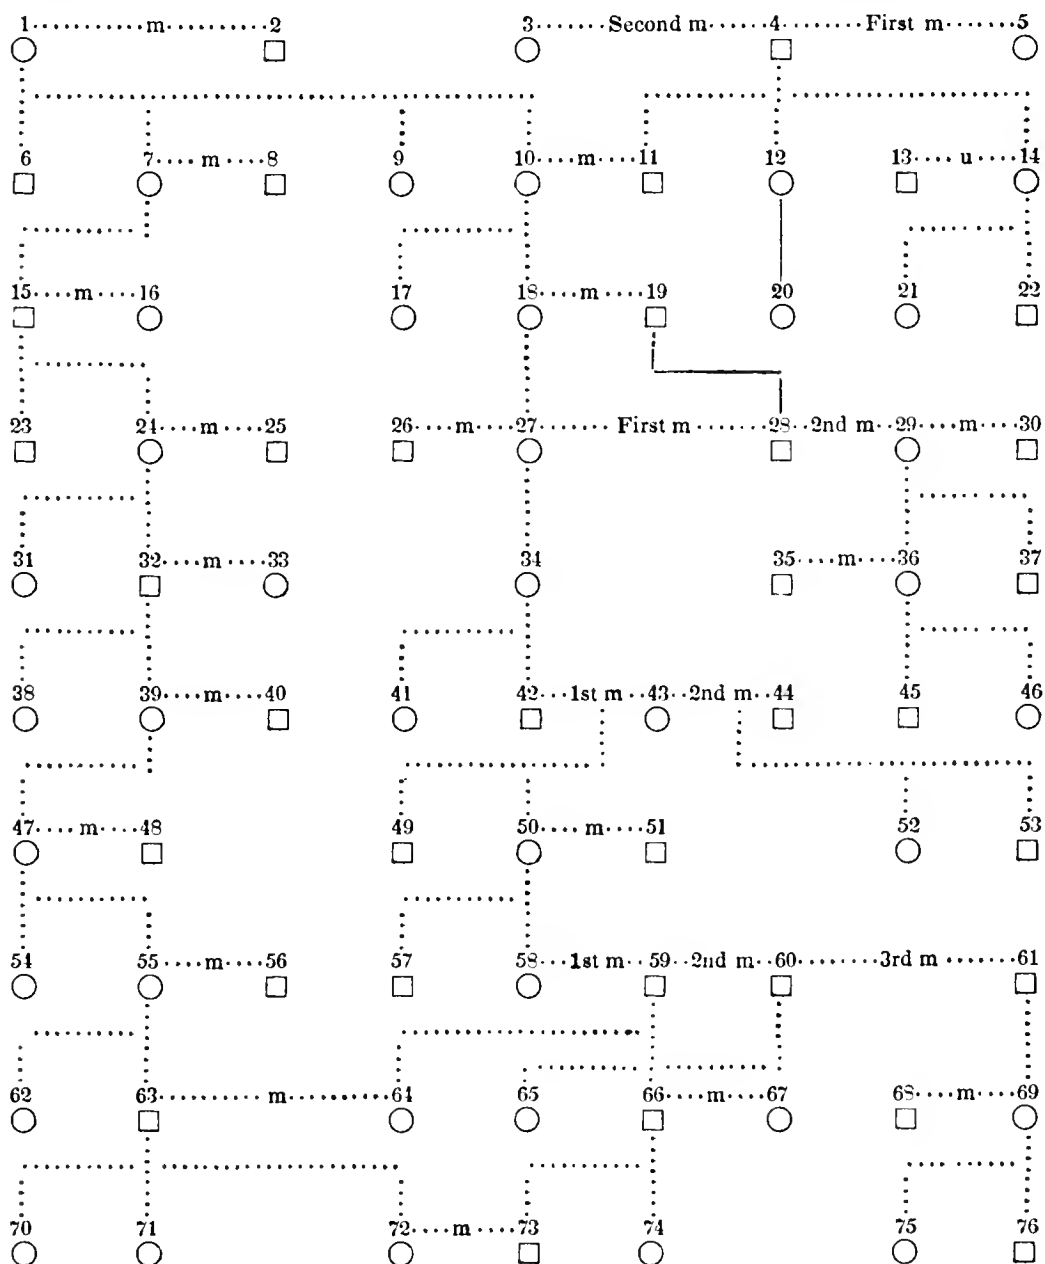 1 m 2 3 Second m 4 First m 5
6 7 m 8 9 10 m 11 12 13 u 14
15 m 16 17 18 m 19 20 21 22
23 24 m 25 26 m 27 First m 28 2nd m 29 m 30
31 32 m 33 34 35 m 36 37
38 39 m 40 41 42 1st m 43 2nd m 44 45 46
47 m 48 49 50 m 51 52 53
54 55 m 56 57 58 1st m 59 2nd m 60 3rd m 61
62 63 m 64 65 66 m 67 68 m 69
70 71 72 m 73 74 75 76